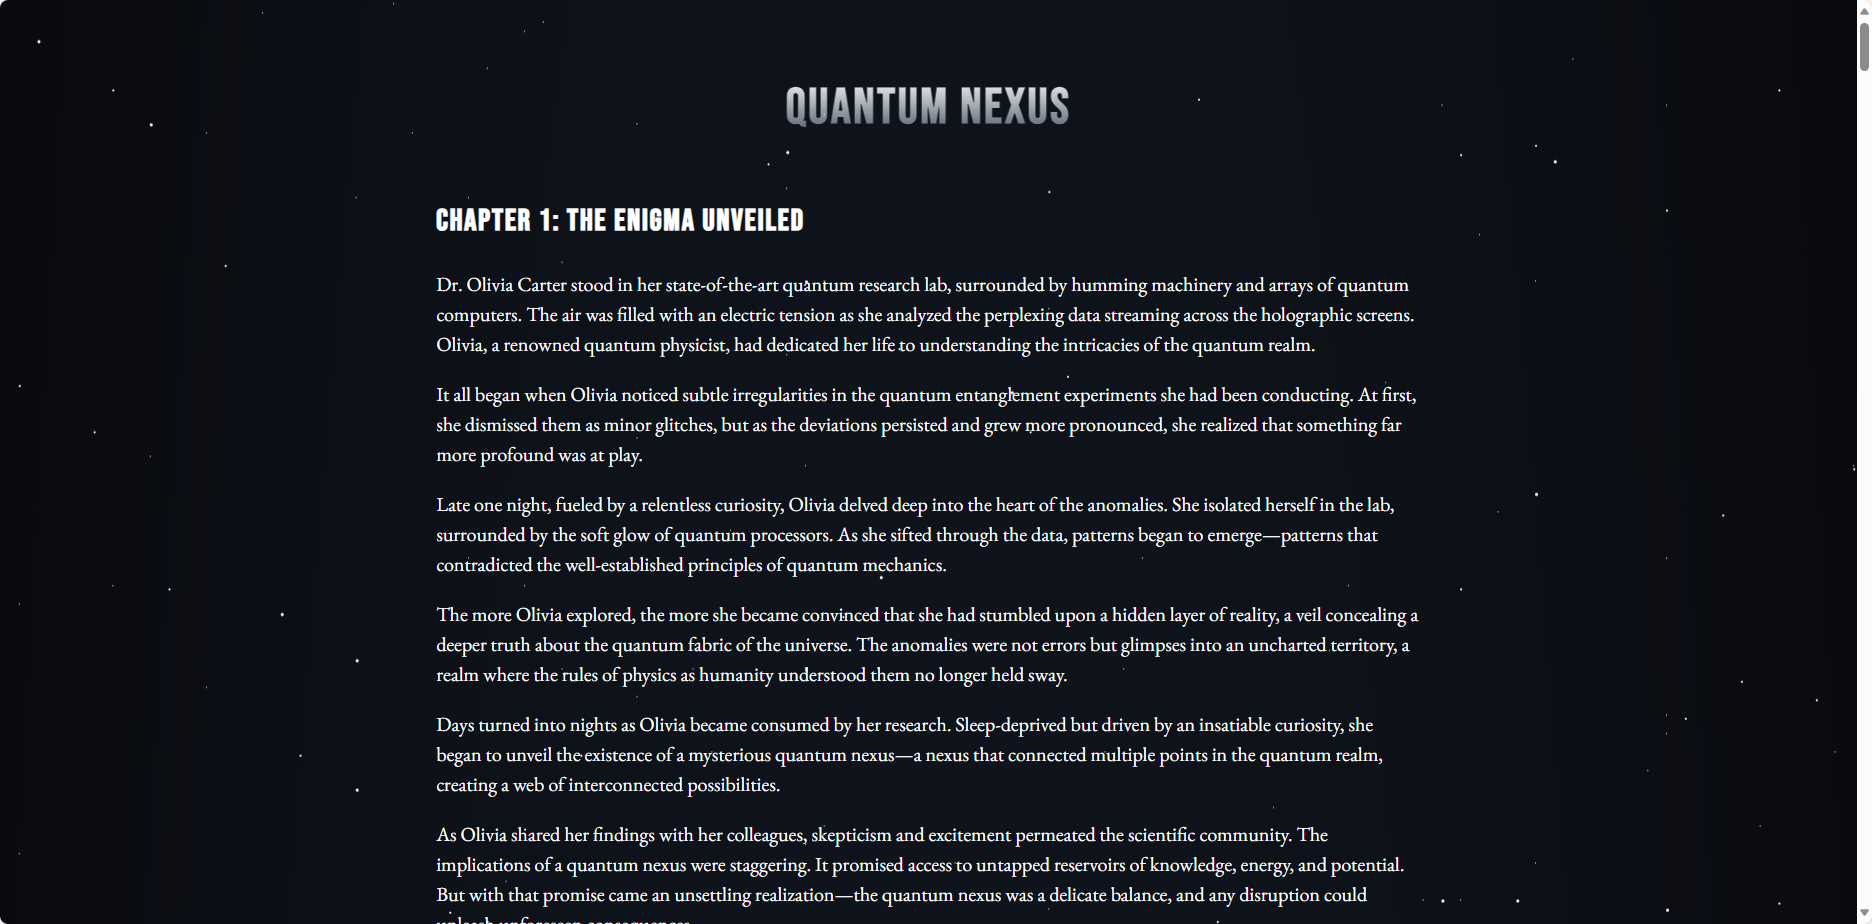 QUANTUM NEXUS
CHAPTER 1: THE ENIGMA UNVEILED
Dr. Olivia Carter stood in her state-of-the-art quantum research lab, surrounded by humming machinery and arrays of quantum
computers. The air was filled with an electric tension as she analyzed the perplexing data streaming across the holographic screens.
Olivia, a renowned quantum physicist, had dedicated her life to understanding the intricacies of the quantum realm.
It all began when Olivia noticed subtle irregularities in the quantum entanglement experiments she had been conducting. At first,
she dismissed them as minor glitches, but as the deviations persisted and grew more pronounced, she realized that something far
more profound was at play.
Late one night, fueled by a relentless curiosity, Olivia delved deep into the heart of the anomalies. She isolated herself in the lab,
surrounded by the soft glow of quantum processors. As she sifted through the data, patterns began to emerge—patterns that
contradicted the well-established principles of quantum mechanics.
The more Olivia explored, the more she became convinced that she had stumbled upon a hidden layer of reality, a veil concealing a
deeper truth about the quantum fabric of the universe. The anomalies were not errors but glimpses into an uncharted territory, a
realm where the rules of physics as humanity understood them no longer held sway.
Days turned into nights as Olivia became consumed by her research. Sleep-deprived but driven by an insatiable curiosity, she
began to unveil the existence of a mysterious quantum nexus—a nexus that connected multiple points in the quantum realm,
creating a web of interconnected possibilities.
As Olivia shared her findings with her colleagues, skepticism and excitement permeated the scientific community. The
implications of a quantum nexus were staggering. It promised access to untapped reservoirs of knowledge, energy, and potential.
But with that promise came an unsettling realization—the quantum nexus was a delicate balance, and any disruption could
unleash unforeseen consequences.